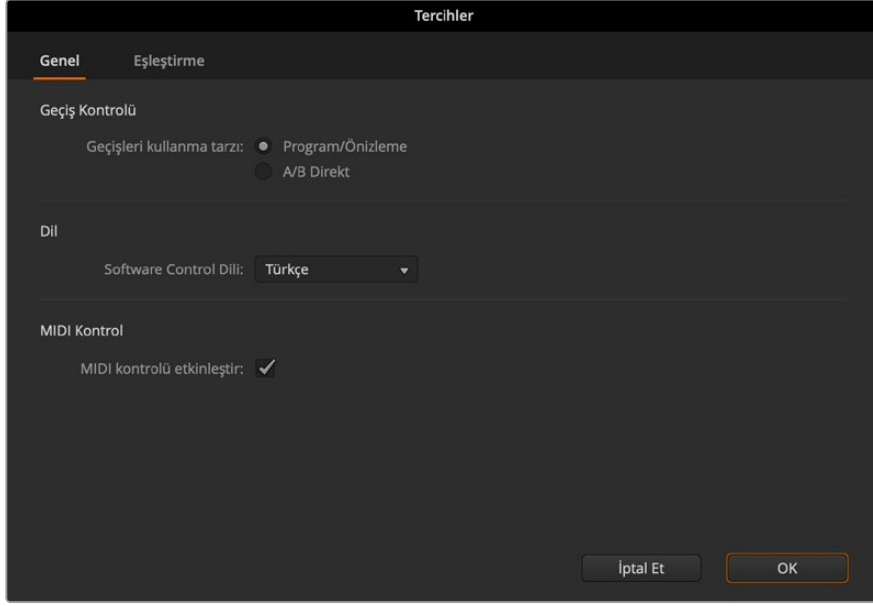 Tercihler
Genel Eşleştirme
Geçiş Kontrolü
Geçişleri kullanma tarzı: Program/Önizleme
A/B Direkt
Dil
Software Control Dili: Türkçe
MIDI Kontrol
MIDI kontrolü etkinleştir:
İptal Et OK